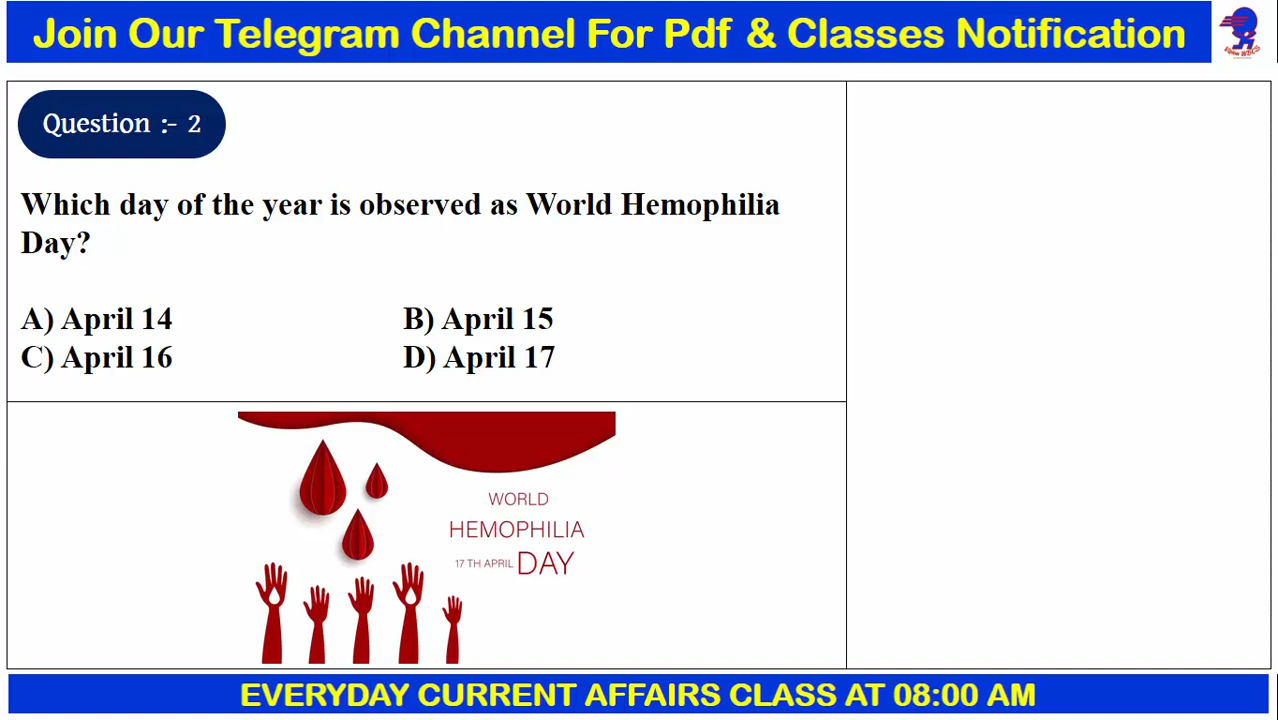 Join Our Telegram Channel For Pdf & Classes Notification
Question :- 2
Which day of the year is observed as World Hemophilia
Day?
A) April 14 B) April 15
C) April 16 D) April 17
WORLD
HEMOPHILIA
17 TH APRIL DAY
EVERYDAY CURRENT AFFAIRS CLASS AT 08:00 AM